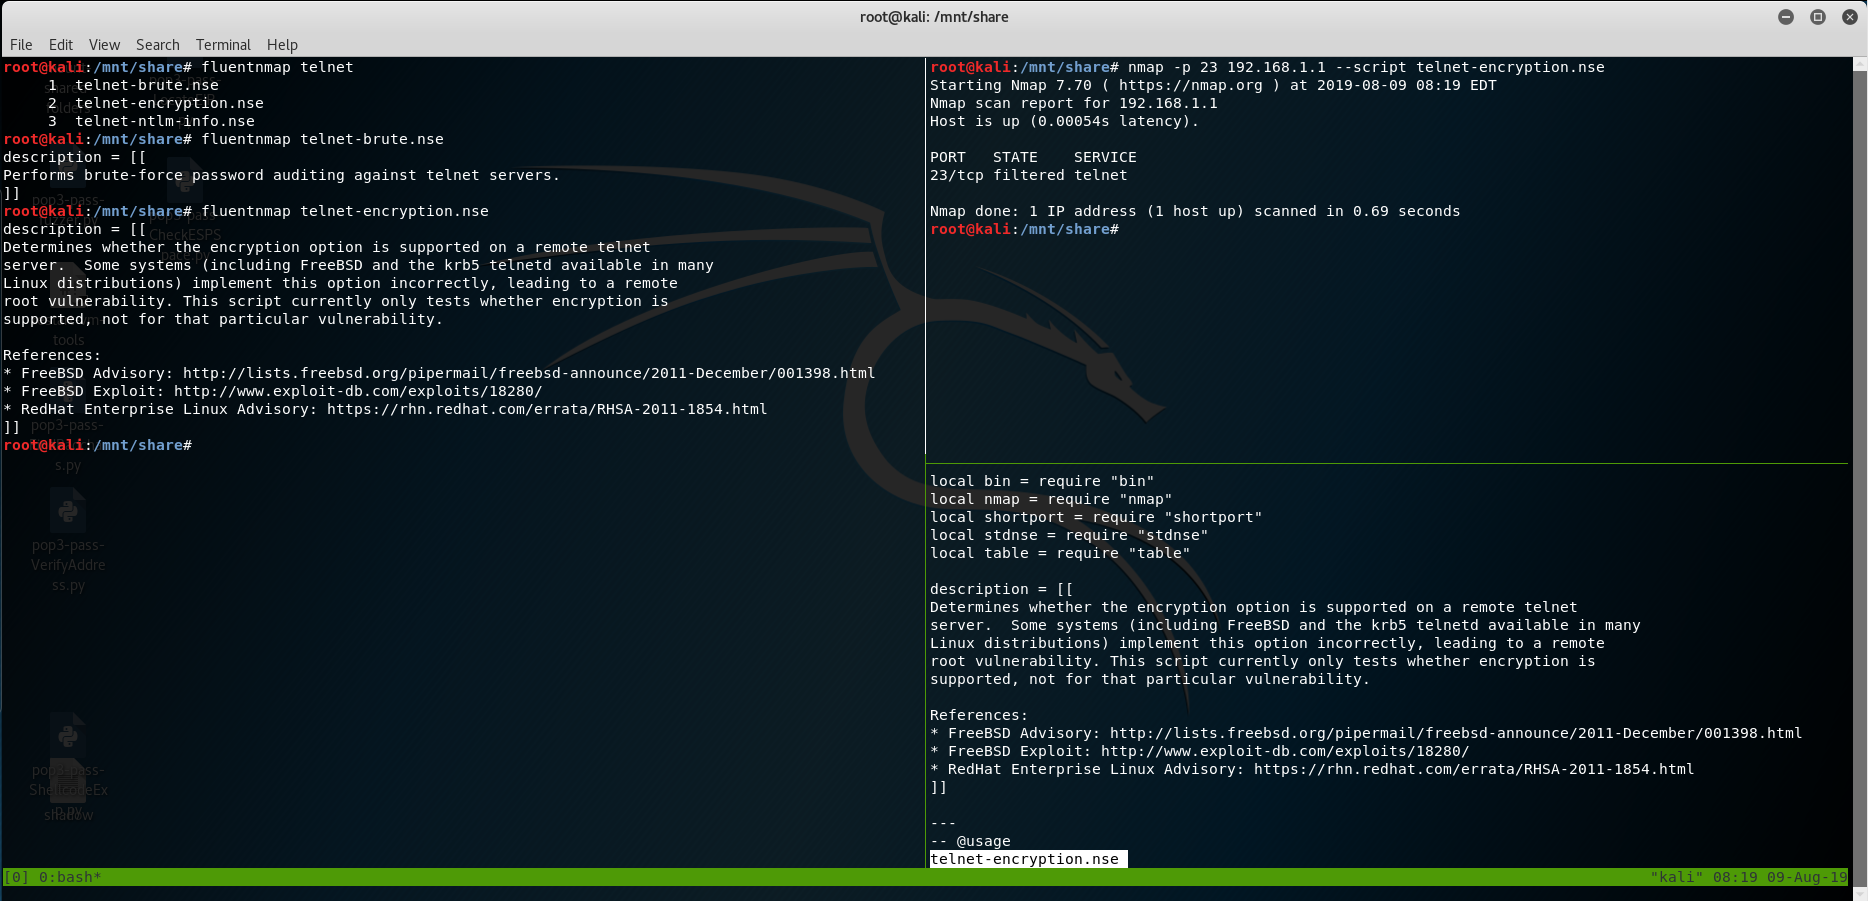 root@kali: /mnt/share
File Edit View Search Terminal Help
root@kali:/mnt/share# fluentnmap telnet
1 telnet-brute.nse
2 telnet-encryption.nse
3 telnet-ntlm-info.nse
root@kali:/mnt/share# fluentnmap telnet-brute.nse
description = [[
Performs brute-force password auditing against telnet servers.
]]
root@kali:/mnt/share# fluentnmap telnet-encryption.nse
description = [[
Determines whether the encryption option is supported on a remote telnet
server.  Some systems (including FreeBSD and the krb5 telnetd available in many
Linux distributions) implement this option incorrectly, leading to a remote
root vulnerability. This script currently only tests whether encryption is
supported, not for that particular vulnerability.
References:
* FreeBSD Advisory: http://lists.freebsd.org/pipermail/freebsd-announce/2011-December/001398.html
* FreeBSD Exploit: http://www.exploit-db.com/exploits/18280/
* RedHat Enterprise Linux Advisory: https://rhn.redhat.com/errata/RHSA-2011-1854.html
]]
root@kali:/mnt/share#
pop3-pass-
s.py
pop3-pass-
VerifyAddre
ss.py
pop3-pass-
ShellcodeEx
p.py
shadow
root@kali:/mnt/share# nmap -p 23 192.168.1.1 --script telnet-encryption.nse
Starting Nmap 7.70 ( https://nmap.org ) at 2019-08-09 08:19 EDT
Nmap scan report for 192.168.1.1
Host is up (0.00054s latency).
PORT   STATE    SERVICE
23/tcp filtered telnet
Nmap done: 1 IP address (1 host up) scanned in 0.69 seconds
root@kali:/mnt/share#
local bin = require "bin"
local nmap = require "nmap"
local shortport = require "shortport"
local stdnse = require "stdnse"
local table = require "table"
description = [[
Determines whether the encryption option is supported on a remote telnet
server.  Some systems (including FreeBSD and the krb5 telnetd available in many
Linux distributions) implement this option incorrectly, leading to a remote
root vulnerability. This script currently only tests whether encryption is
supported, not for that particular vulnerability.
References:
* FreeBSD Advisory: http://lists.freebsd.org/pipermail/freebsd-announce/2011-December/001398.html
* FreeBSD Exploit: http://www.exploit-db.com/exploits/18280/
* RedHat Enterprise Linux Advisory: https://rhn.redhat.com/errata/RHSA-2011-1854.html
]]
---
-- @usage
telnet-encryption.nse
[0] 0:bash* "kali" 08:19 09-Aug-19